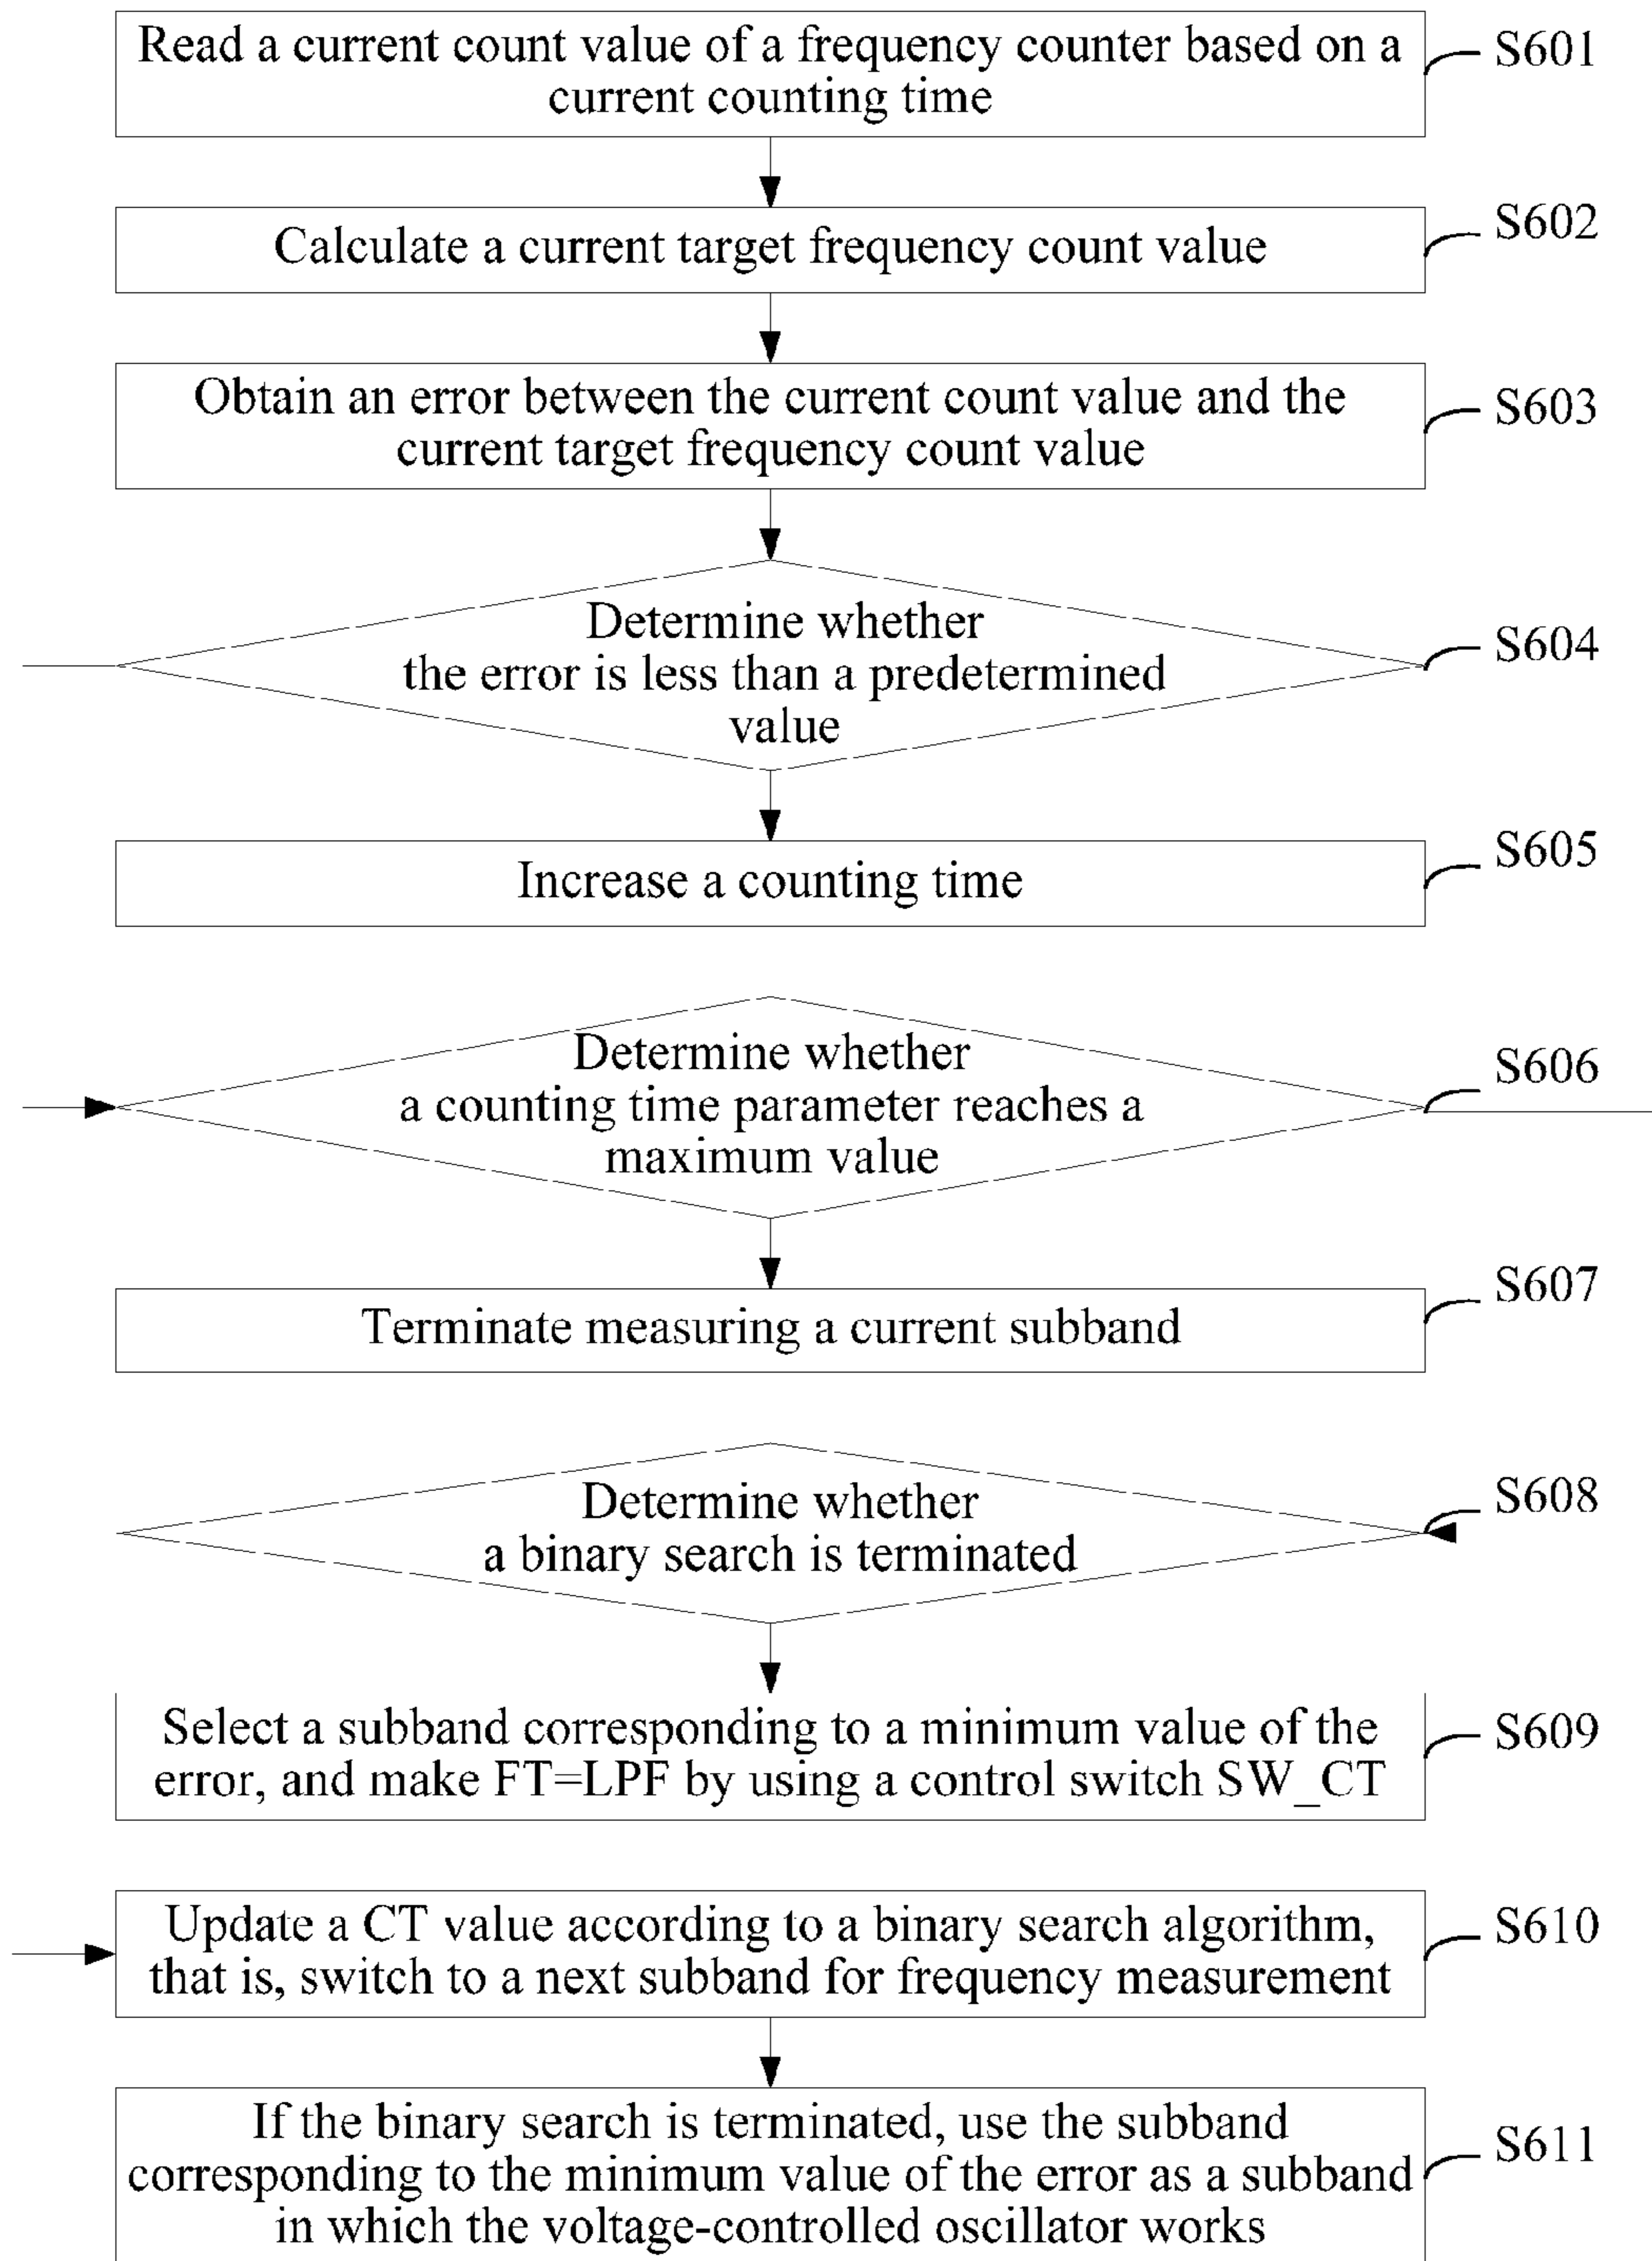 Read a current count value of a frequency counter based on a
current counting time
S601
Calculate a current target frequency count value
S602
Obtain an error between the current count value and the
current target frequency count value
S603
Determine whether
the error is less than a predetermined
value
S604
Increase a counting time
S605
Determine whether
a counting time parameter reaches a
maximum value
S606
Terminate measuring a current subband
S607
Determine whether
a binary search is terminated
S608
Select a subband corresponding to a minimum value of the
error, and make FT=LPF by using a control switch SW_CT
S609
Update a CT value according to a binary search algorithm,
that is, switch to a next subband for frequency measurement
S610
If the binary search is terminated, use the subband
corresponding to the minimum value of the error as a subband
in which the voltage-controlled oscillator works
S611